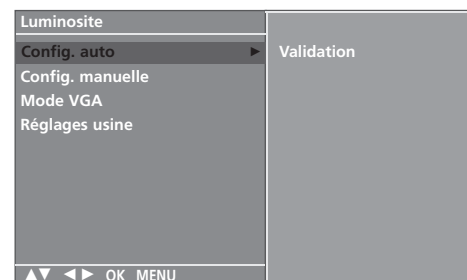 Luminosite
Config. auto ► Validation
Config. manuelle
Mode VGA
Réglages usine
▲▼ ◄► OK MENU